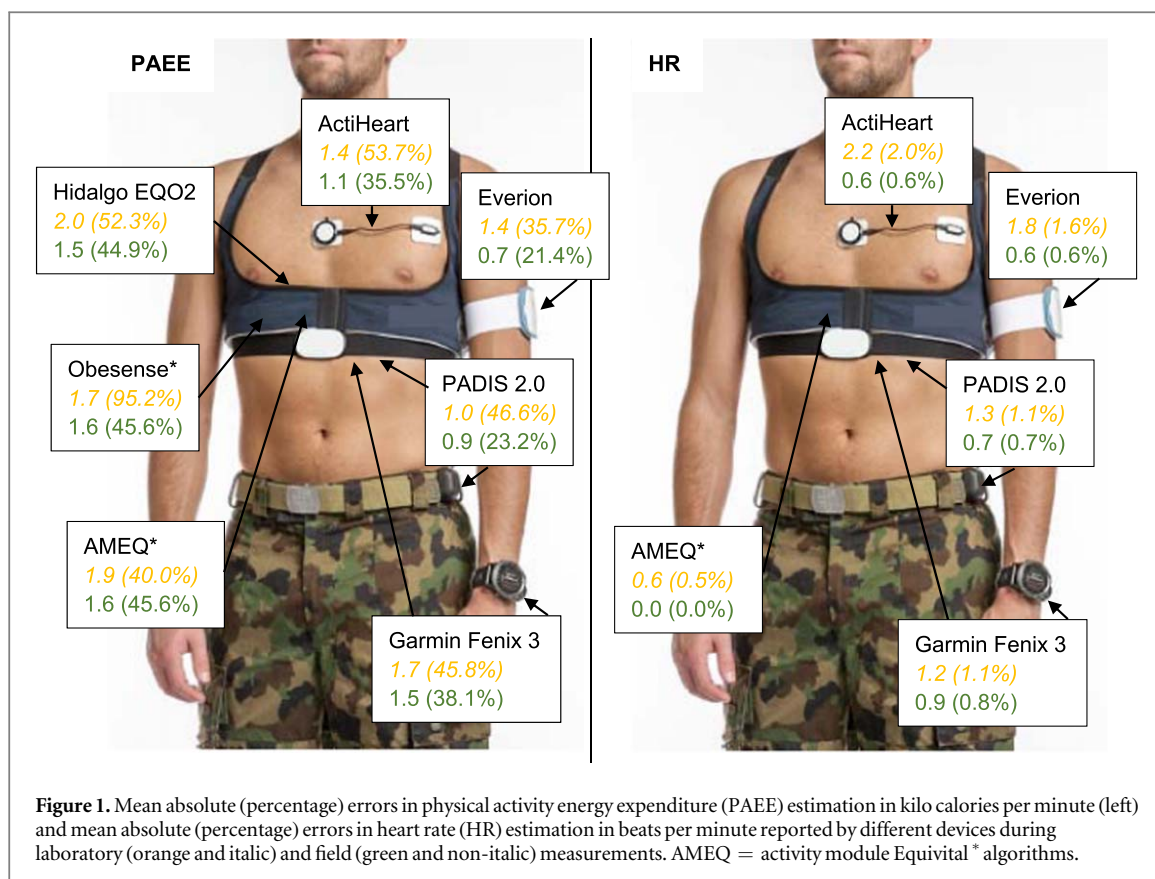 PAEE
ActiHeart
1.4 (53.7%)
1.1 (35.5%)
Hidalgo EQO2
2.0 (52.3%)
1.5 (44.9%)
Everion
1.4 (35.7%)
0.7 (21.4%)
Obesense*
1.7 (95.2%)
1.6 (45.6%)
PADIS 2.0
1.0 (46.6%)
0.9 (23.2%)
AMEQ*
1.9 (40.0%)
1.6 (45.6%)
Garmin Fenix 3
1.7 (45.8%)
1.5 (38.1%)
HR
ActiHeart
2.2 (2.0%)
0.6 (0.6%)
Everion
1.8 (1.6%)
0.6 (0.6%)
PADIS 2.0
1.3 (1.1%)
0.7 (0.7%)
AMEQ*
0.6 (0.5%)
0.0 (0.0%)
Garmin Fenix 3
1.2 (1.1%)
0.9 (0.8%)
Figure 1. Mean absolute (percentage) errors in physical activity energy expenditure (PAEE) estimation in kilo calories per minute (left)
and mean absolute (percentage) errors in heart rate (HR) estimation in beats per minute reported by different devices during
laboratory (orange and italic) and field (green and non-italic) measurements. AMEQ = activity module Equivital * algorithms.